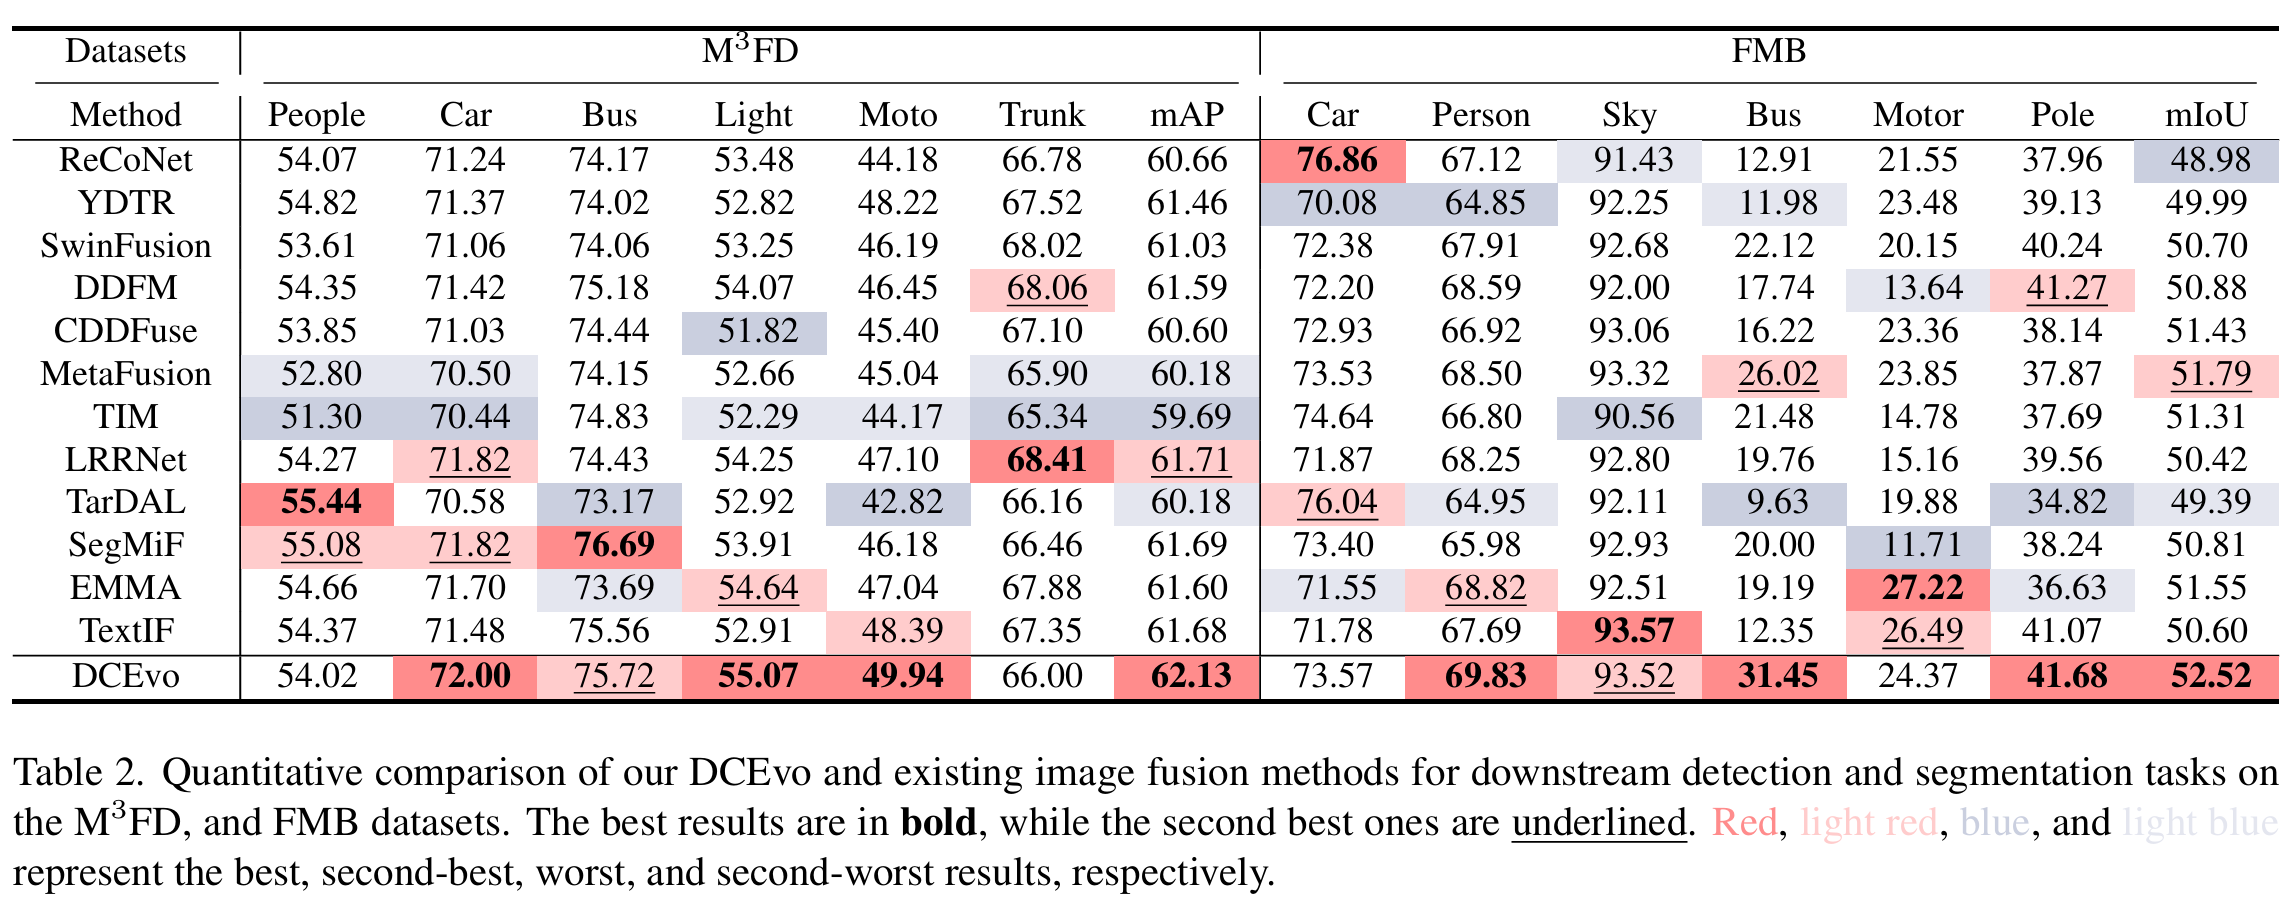 Datasets M³FD FMB
Method People Car Bus Light Moto Trunk mAP Car Person Sky Bus Motor Pole mIoU
ReCoNet 54.07 71.24 74.17 53.48 44.18 66.78 60.66 76.86 67.12 91.43 12.91 21.55 37.96 48.98
YDTR 54.82 71.37 74.02 52.82 48.22 67.52 61.46 70.08 64.85 92.25 11.98 23.48 39.13 49.99
SwinFusion 53.61 71.06 74.06 53.25 46.19 68.02 61.03 72.38 67.91 92.68 22.12 20.15 40.24 50.70
DDFM 54.35 71.42 75.18 54.07 46.45 68.06 61.59 72.20 68.59 92.00 17.74 13.64 41.27 50.88
CDDFuse 53.85 71.03 74.44 51.82 45.40 67.10 60.60 72.93 66.92 93.06 16.22 23.36 38.14 51.43
MetaFusion 52.80 70.50 74.15 52.66 45.04 65.90 60.18 73.53 68.50 93.32 26.02 23.85 37.87 51.79
TIM 51.30 70.44 74.83 52.29 44.17 65.34 59.69 74.64 66.80 90.56 21.48 14.78 37.69 51.31
LRRNet 54.27 71.82 74.43 54.25 47.10 68.41 61.71 71.87 68.25 92.80 19.76 15.16 39.56 50.42
TarDAL 55.44 70.58 73.17 52.92 42.82 66.16 60.18 76.04 64.95 92.11 9.63 19.88 34.82 49.39
SegMiF 55.08 71.82 76.69 53.91 46.18 66.46 61.69 73.40 65.98 92.93 20.00 11.71 38.24 50.81
EMMA 54.66 71.70 73.69 54.64 47.04 67.88 61.60 71.55 68.82 92.51 19.19 27.22 36.63 51.55
TextIF 54.37 71.48 75.56 52.91 48.39 67.35 61.68 71.78 67.69 93.57 12.35 26.49 41.07 50.60
DCEvo 54.02 72.00 75.72 55.07 49.94 66.00 62.13 73.57 69.83 93.52 31.45 24.37 41.68 52.52
Table 2. Quantitative comparison of our DCEvo and existing image fusion methods for downstream detection and segmentation tasks on
the M³FD, and FMB datasets. The best results are in bold, while the second best ones are underlined. Red, light red, blue, and light blue
represent the best, second-best, worst, and second-worst results, respectively.